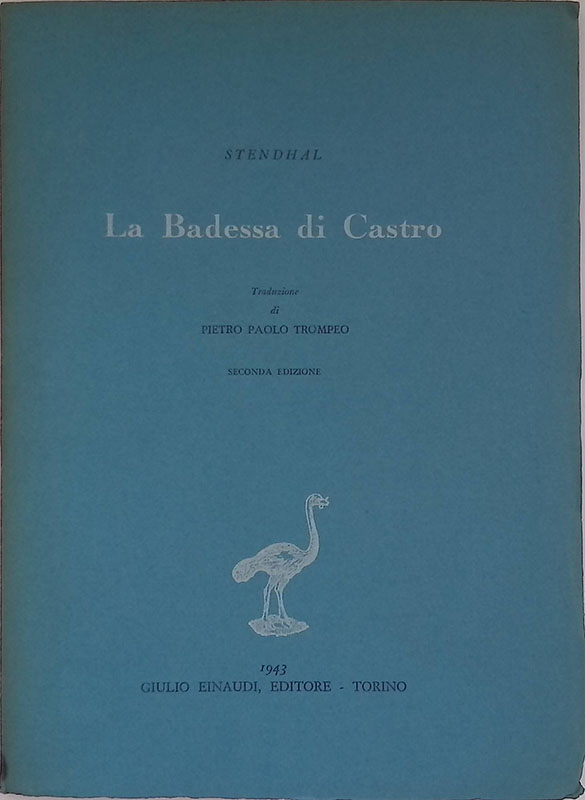 STENDHAL
La Badessa di Castro
Traduzione
di
PIETRO PAOLO TROMPEO
SECONDA EDIZIONE
1943
GIULIO EINAUDI, EDITORE - TORINO